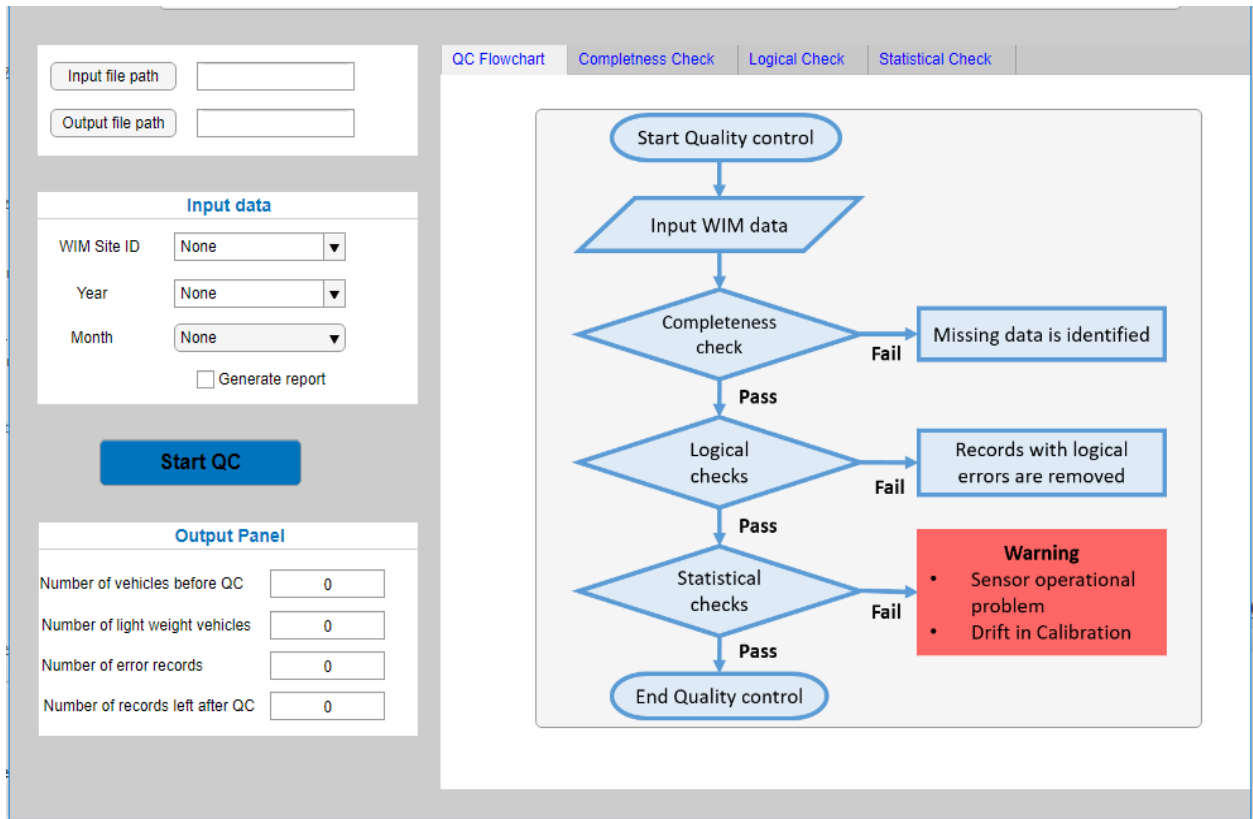 Input file path
Output file path
Input data
WIM Site ID None
Year None
Month None
Generate report
Start QC
Output Panel
Number of vehicles before QC 0
Number of light weight vehicles 0
Number of error records 0
Number of records left after QC 0
QC Flowchart Completness Check Logical Check Statistical Check
Start Quality control
Input WIM data
Completeness
check
Fail
Missing data is identified
Pass
Logical
checks
Fail
Records with logical
errors are removed
Pass
Statistical
checks
Fail
Warning
• Sensor operational
problem
• Drift in Calibration
Pass
End Quality control